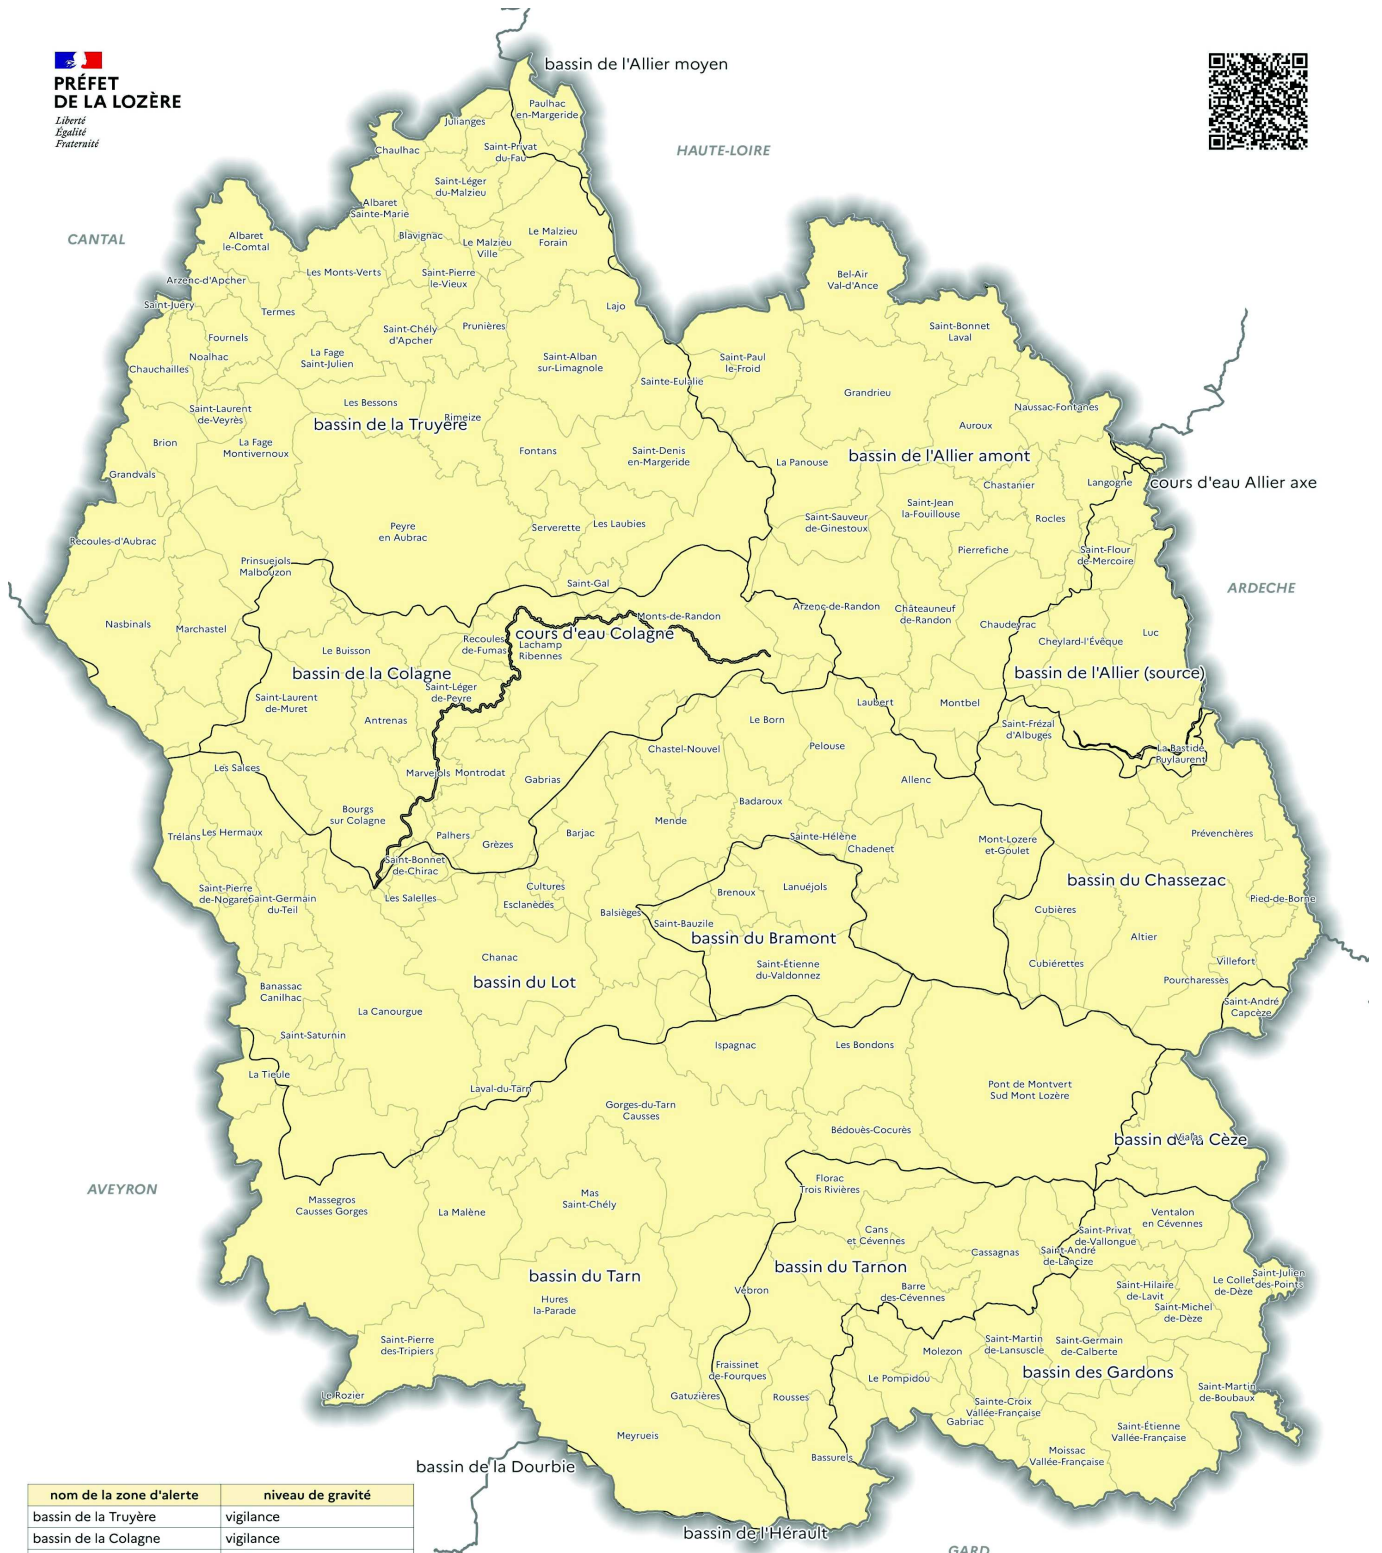 bassin de l'Allier moyen
PRÉFET
DE LA LOZÈRE
Liberté
Égalité
Fraternité
Paulhac
en-Margeride
Julianges
Chaulhac
Saint-Privat
du-Fau
HAUTE-LOIRE
Saint-Léger
du-Malzieu
Albaret
Sainte-Marie
CANTAL
Albaret
le-Comtal
Blavignac
Le Malzieu
Ville
Le Malzieu
Forain
Les Monts-Verts
Saint-Pierre
le-Vieux
Arzenc-d'Apcher
Bel-Air
Val-d'Ance
Saint-Juéry
Termes
Lajo
Fournels
Saint-Chély
d'Apcher
Prunières
Saint-Bonnet
Laval
Noalhac
La Fage
Saint-Julien
Chauchailles
Saint-Alban
sur-Limagnole
Saint-Paul
le-Froid
Sainte-Eulalie
Grandrieu
Les Bessons
Saint-Laurent
de-Veyrès
Rimeize
bassin de la Truyère
Naussac-Fontanes
Auroux
Brion
La Fage
Montivernoux
Fontans
Saint-Denis
en-Margeride
La Panouse
bassin de l'Allier amont
Grandvals
Chastanier
Langogne
cours d'eau Allier axe
Saint-Jean
la-Fouillouse
Saint-Sauveur
de-Ginestoux
Rocles
Peyre
en Aubrac
Serverette
Les Laubies
Recoules-d'Aubrac
Pierrefiche
Saint-Flour
de-Mercoire
Prinsuejols
Malbouzon
Saint-Gal
ARDECHE
Arzenc-de-Randon
Châteauneuf
de-Randon
Monts-de-Randon
Nasbinals
Marchastel
Chaudeyrac
cours d'eau Colagne
Recoules
de-Fumas
Lachamp
Ribennes
Cheylard-l'Évêque
Luc
Le Buisson
bassin de la Colagne
bassin de l'Allier (source)
Saint-Léger
de-Peyre
Saint-Laurent
de-Muret
Laubert
Montbel
Antrenas
Le Born
Saint-Frézal
d'Albuges
Chastel-Nouvel
Pelouse
La Bastide
Puylaurent
Les Salces
Marvejols
Montrodat
Gabrias
Allenc
Badaroux
Bourgs
sur Colagne
Mende
Trélans
Les Hermaux
Palhers
Grèzes
Barjac
Sainte-Hélène
Chadenet
Mont-Lozere
et-Goulet
Prévenchères
Saint-Bonnet
de-Chirac
bassin du Chassezac
Saint-Pierre
de-Nogaret
Saint-Germain
du-Teil
Les Salelles
Cultures
Esclanèdes
Brenoux
Lanuéjols
Pied-de-Borne
Balsièges
Saint-Bauzile
Cubières
bassin du Bramont
Altier
Chanac
Saint-Étienne
du-Valdonnez
Cubiérettes
Villefort
bassin du Lot
Pourcharesses
Banassac
Canilhac
La Canourgue
Saint-André
Capcèze
Saint-Saturnin
Ispagnac
Les Bondons
La Tieule
Laval-du-Tarn
Pont de Montvert
Sud Mont Lozère
Gorges-du-Tarn
Causses
Bédouès-Cocurès
Vialas
bassin de la Cèze
AVEYRON
Florac
Trois Rivières
Massegros
Causses Gorges
Mas
Saint-Chély
La Malène
Ventalon
en Cévennes
Cans
et Cévennes
Saint-Privat
de-Vallongue
Cassagnas
Saint-André
de-Lancize
bassin du Tarnon
bassin du Tarn
Saint-Julien
des-Points
Le Collet
de-Dèze
Vébron
Barre
des-Cévennes
Saint-Hilaire
de-Lavit
Hures
la-Parade
Saint-Michel
de-Dèze
Saint-Pierre
des-Tripiers
Molezon
Saint-Martin
de-Lansuscle
Saint-Germain
de-Calberte
bassin des Gardons
Fraissinet
de-Fourques
Le Pompidou
Le Rozier
Gatuzières
Rousses
Saint-Martin
de-Boubaux
Sainte-Croix
Vallée-Française
Gabriac
Saint-Étienne
Vallée-Française
Meyrueis
Bassurels
Moissac
Vallée-Française
bassin de la Dourbie
bassin de l'Hérault
GARD
nom de la zone d'alerte niveau de gravité
bassin de la Truyère vigilance
bassin de la Colagne vigilance